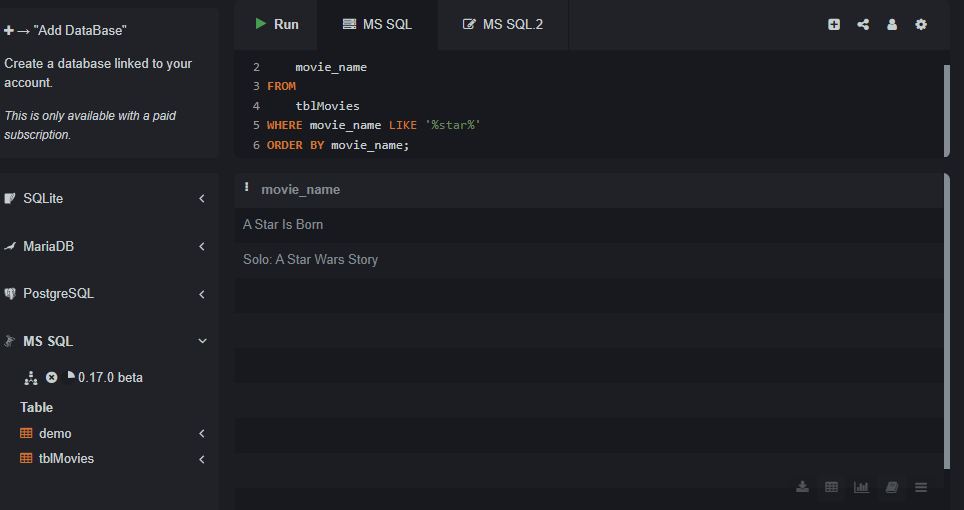 → "Add DataBase"
Create a database linked to your
account.
This is only available with a paid
subscription.
SQLite
MariaDB
PostgreSQL
MS SQL
0.17.0 beta
Table
demo
tblMovies
Run
MS SQL
MS SQL.2
2 movie_name
3 FROM
4 tblMovies
5 WHERE movie_name LIKE '%star%'
6 ORDER BY movie_name;
movie_name
A Star Is Born
Solo: A Star Wars Story